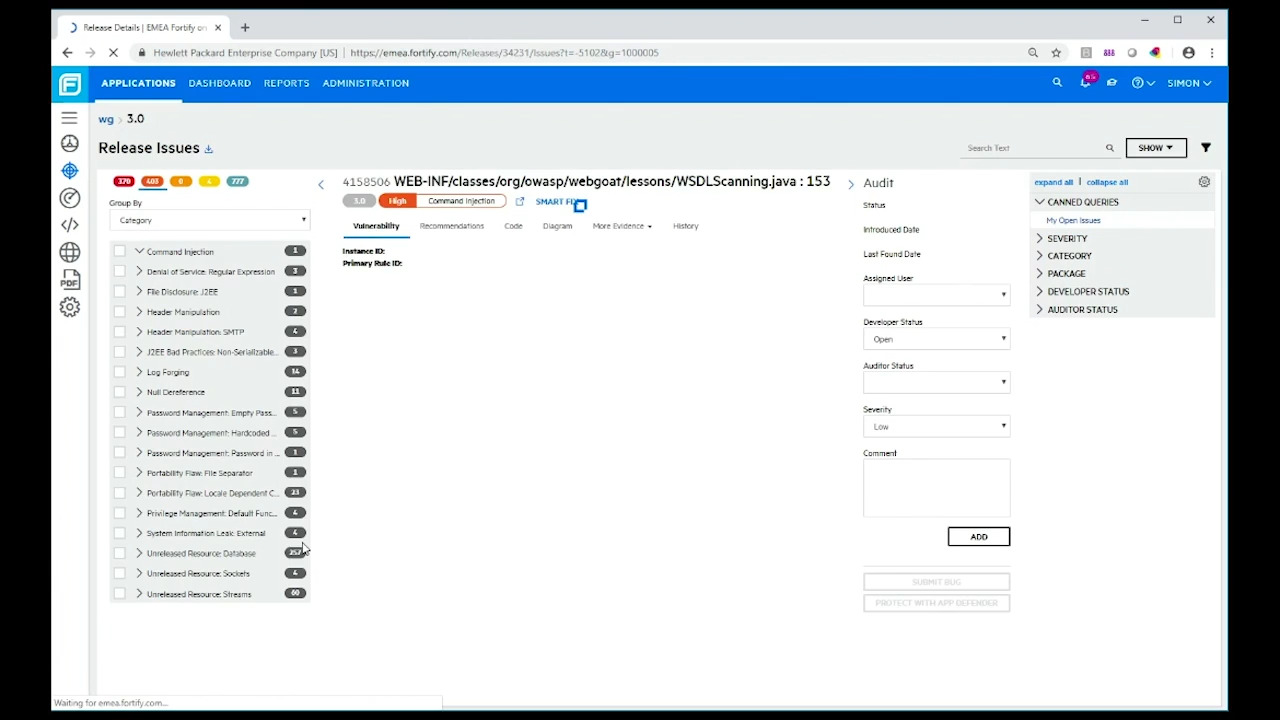 Release Details | EMEA Fortify on
Hewlett Packard Enterprise Company [US] | https://emea.fortify.com/Releases/34231/Issues?t=-5102&g=1000005
888
APPLICATIONS DASHBOARD REPORTS ADMINISTRATION
65
SIMON
wg > 3.0
Release Issues
Search Text
SHOW
370 403 0 4 777
Group By
Category
Command Injection 1
Denial of Service: Regular Expression 3
File Disclosure: J2EE 1
Header Manipulation 2
Header Manipulation: SMTP 4
J2EE Bad Practices: Non-Serializable... 3
Log Forging 14
Null Dereference 11
Password Management: Empty Pass... 5
Password Management: Hardcoded ... 5
Password Management: Password in ... 1
Portability Flaw: File Separator 1
Portability Flaw: Locale Dependent C... 23
Privilege Management: Default Func... 4
System Information Leak: External 4
Unreleased Resource: Database 257
Unreleased Resource: Sockets 4
Unreleased Resource: Streams 60
PDF
4158506 WEB-INF/classes/org/owasp/webgoat/lessons/WSDLScanning.java : 153
3.0 High Command Injection SMART FIX
Vulnerability Recommendations Code Diagram More Evidence History
Instance ID:
Primary Rule ID:
Audit
Status
Introduced Date
Last Found Date
Assigned User
Developer Status
Open
Auditor Status
Severity
Low
Comment
ADD
SUBMIT BUG
PROTECT WITH APP DEFENDER
expand all | collapse all
CANNED QUERIES
My Open Issues
SEVERITY
CATEGORY
PACKAGE
DEVELOPER STATUS
AUDITOR STATUS
Waiting for emea.fortify.com...